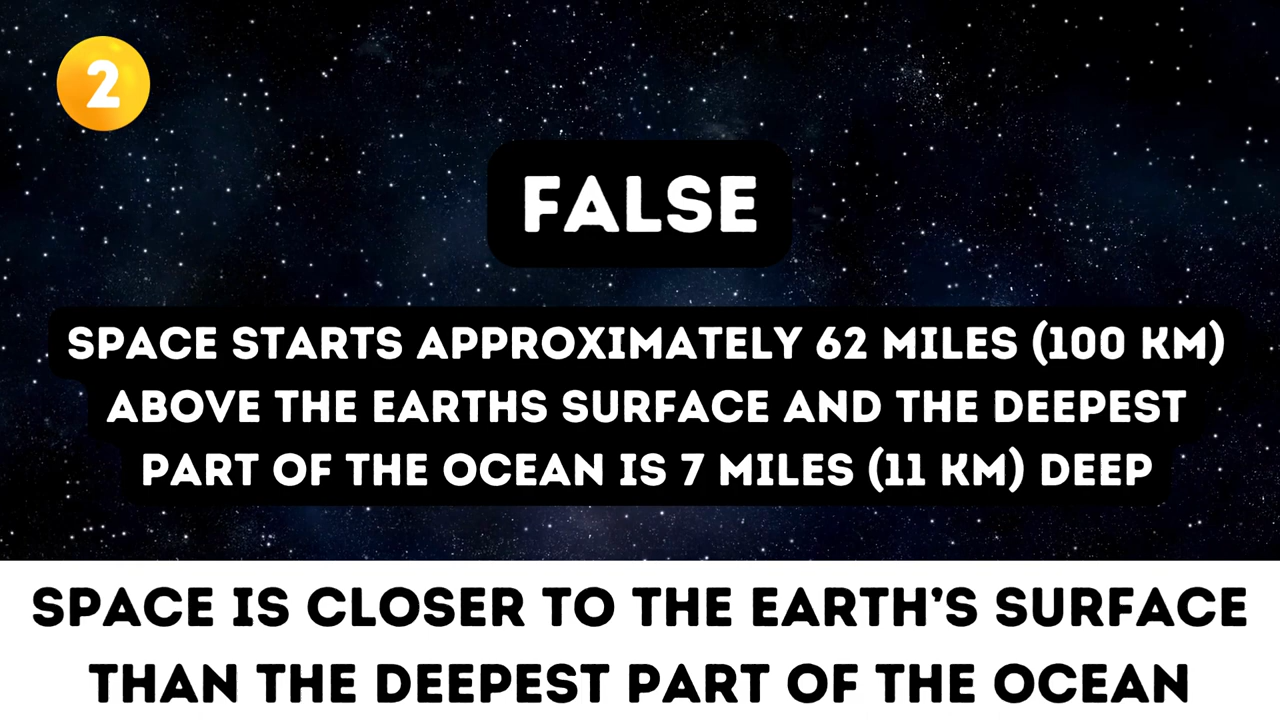 2
FALSE
SPACE STARTS APPROXIMATELY 62 MILES (100 KM)
ABOVE THE EARTHS SURFACE AND THE DEEPEST
PART OF THE OCEAN IS 7 MILES (11 KM) DEEP
SPACE IS CLOSER TO THE EARTH’S SURFACE
THAN THE DEEPEST PART OF THE OCEAN